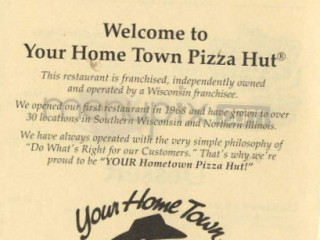 Welcome to
Your Home Town Pizza Hut®
This restaurant is franchised, independently owned
and operated by a Wisconsin franchisee.
We opened our first restaurant in 1968 and have grown to over
30 locations in Southern Wisconsin and Northern Illinois.
We have always operated with the very simple philosophy of
"Do What's Right for our Customers." That's why we're
proud to be "YOUR Hometown Pizza Hut!"
Your Home Town